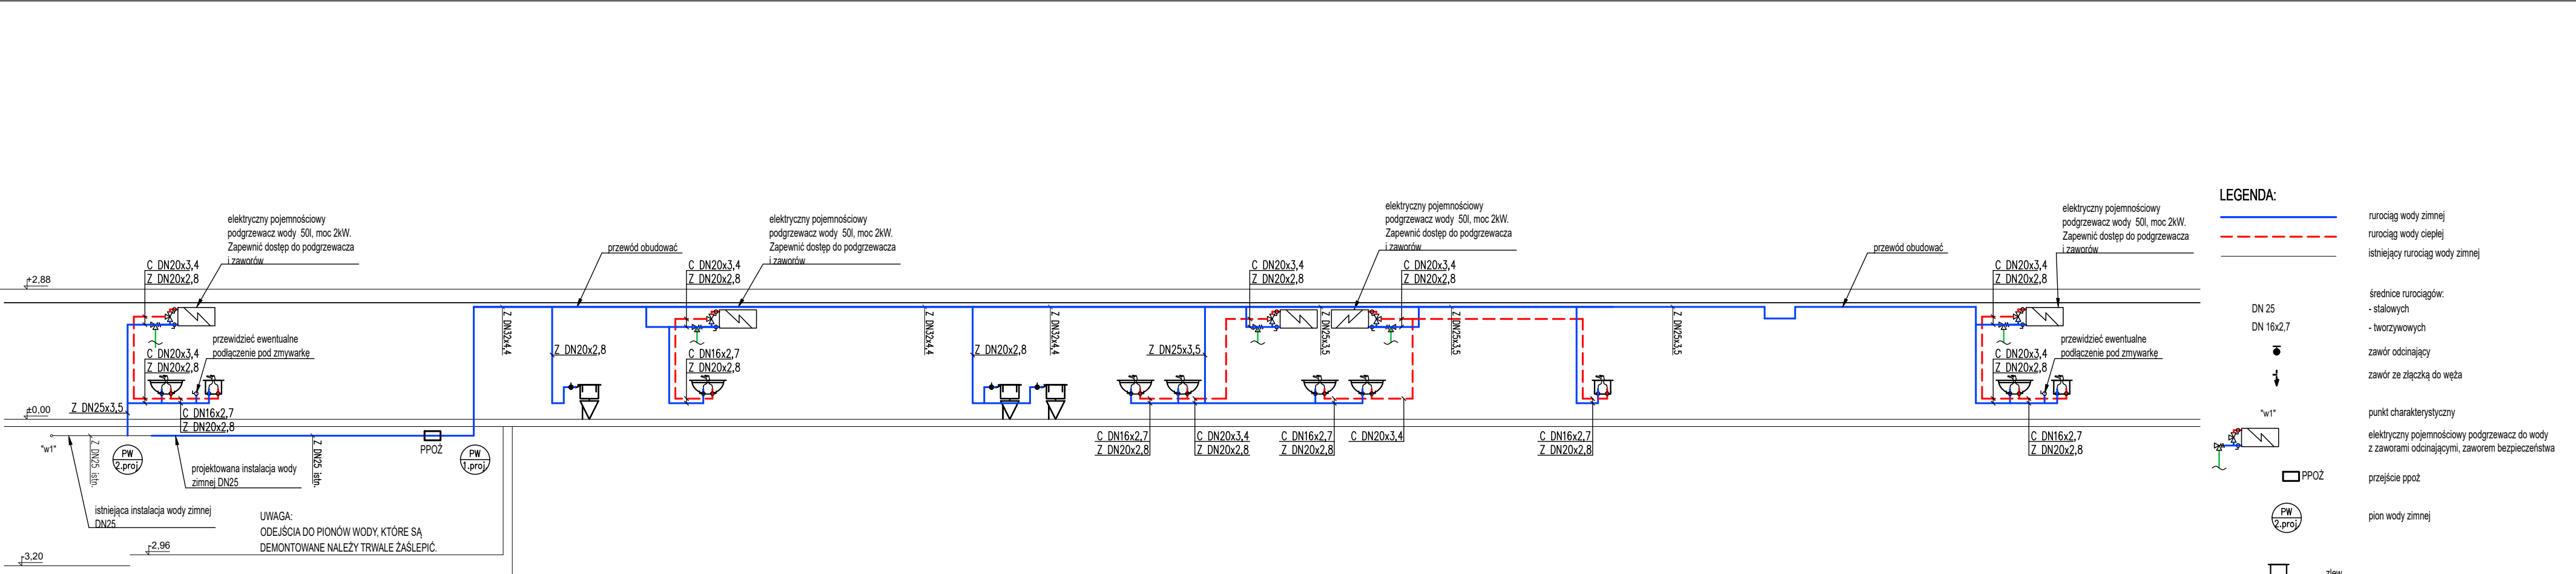 elektryczny pojemnościowy
podgrzewacz wody 50l, moc 2kW.
Zapewnić dostęp do podgrzewacza
i zaworów
elektryczny pojemnościowy
podgrzewacz wody 50l, moc 2kW.
Zapewnić dostęp do podgrzewacza
i zaworów
elektryczny pojemnościowy
podgrzewacz wody 50l, moc 2kW.
Zapewnić dostęp do podgrzewacza
i zaworów
elektryczny pojemnościowy
podgrzewacz wody 50l, moc 2kW.
Zapewnić dostęp do podgrzewacza
i zaworów
przewód obudować
przewód obudować
+2,88
C DN20x3,4
Z DN20x2,8
C DN20x3,4
Z DN20x2,8
C DN20x3,4
Z DN20x2,8
C DN20x3,4
Z DN20x2,8
C DN20x3,4
Z DN20x2,8
Z DN32x4,4
Z DN32x4,4
Z DN32x4,4
Z DN25x3,5
Z DN25x3,5
Z DN25x3,5
przewidzieć ewentualne
podłączenie pod zmywarkę
przewidzieć ewentualne
podłączenie pod zmywarkę
C DN20x3,4
Z DN20x2,8
Z DN20x2,8
C DN16x2,7
Z DN20x2,8
Z DN20x2,8
Z DN25x3,5
C DN20x3,4
Z DN20x2,8
±0,00
Z DN25x3,5
C DN16x2,7
Z DN20x2,8
C DN16x2,7
Z DN20x2,8
C DN20x3,4
Z DN20x2,8
C DN16x2,7
Z DN20x2,8
C DN20x3,4
C DN16x2,7
Z DN20x2,8
C DN16x2,7
Z DN20x2,8
"w1"
Z DN25 istn.
PW
2.proj
Z DN25 istn.
PPOŻ
PW
1.proj
projektowana instalacja wody
zimnej DN25
istniejąca instalacja wody zimnej
DN25
UWAGA:
ODEJŚCIA DO PIONÓW WODY, KTÓRE SĄ
DEMONTOWANE NALEŻY TRWALE ZAŚLEPIĆ.
-2,96
-3,20
LEGENDA:
rurociąg wody zimnej
rurociąg wody ciepłej
istniejący rurociąg wody zimnej
średnice rurociągów:
DN 25 - stalowych
DN 16x2,7 - tworzywowych
zawór odcinający
zawór ze złączką do węża
"w1" punkt charakterystyczny
elektryczny pojemnościowy podgrzewacz do wody
z zaworami odcinającymi, zaworem bezpieczeństwa
PPOŻ przejście ppoż
PW
2.proj
pion wody zimnej
zlew